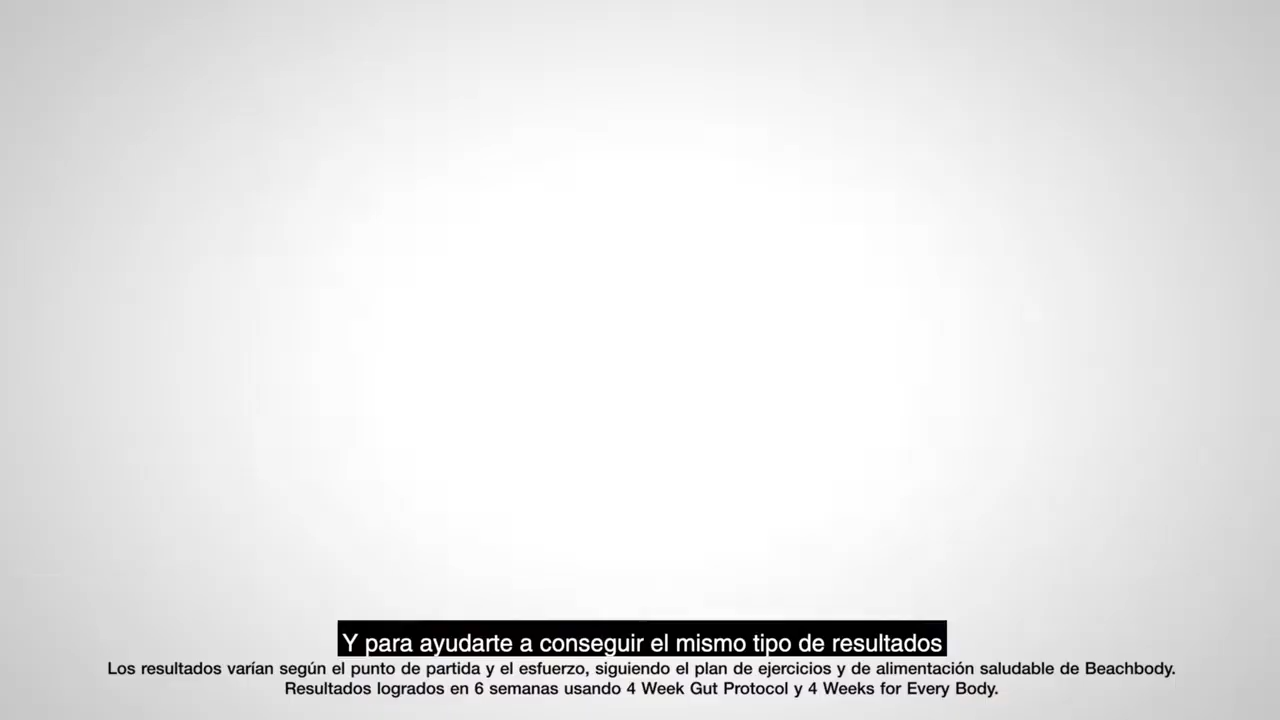 Y para ayudarte a conseguir el mismo tipo de resultados
Los resultados varían según el punto de partida y el esfuerzo, siguiendo el plan de ejercicios y de alimentación saludable de Beachbody.
Resultados logrados en 6 semanas usando 4 Week Gut Protocol y 4 Weeks for Every Body.